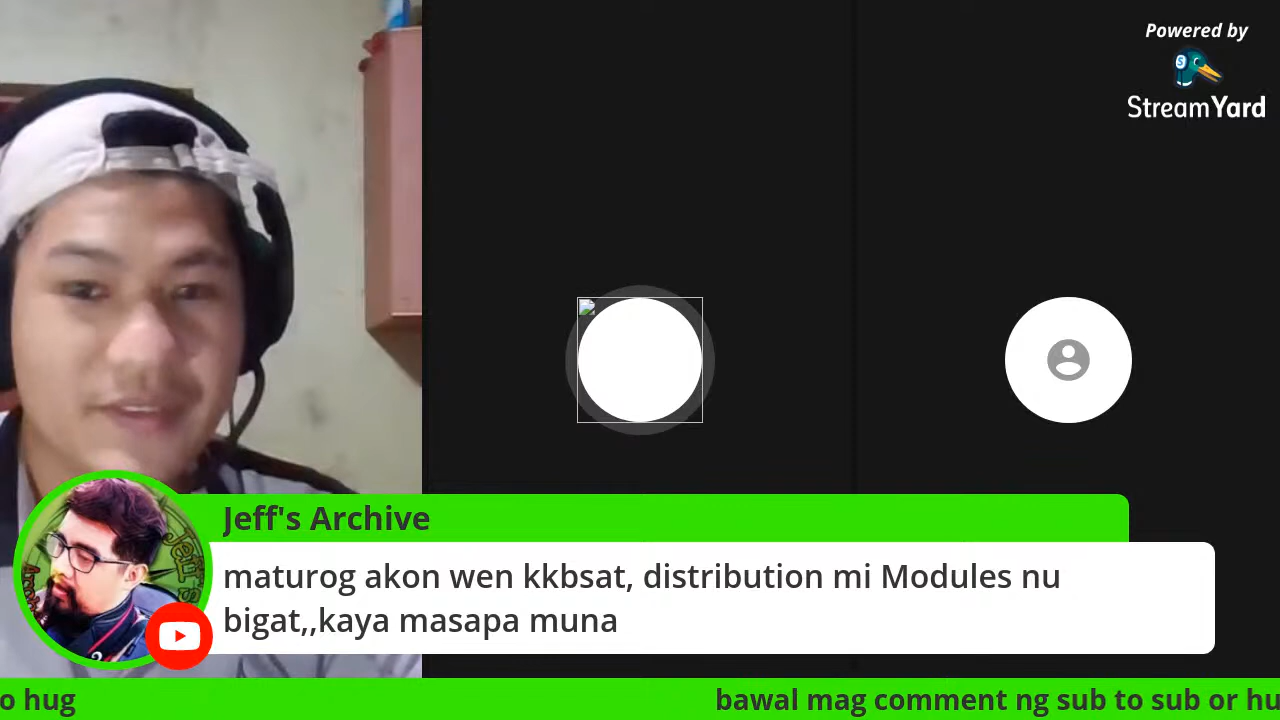 Powered by
StreamYard
Jeff's Archive
maturog akon wen kkbsat, distribution mi Modules nu
bigat,,kaya masapa muna
o hug
bawal mag comment ng sub to sub or hu